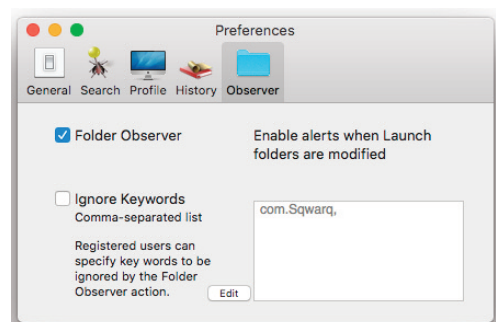 Preferences
General Search Profile History Observer
Folder Observer
Enable alerts when Launch
folders are modified
Ignore Keywords
Comma-separated list
com.Sqwarq,
Registered users can
specify key words to be
ignored by the Folder
Observer action.
Edit